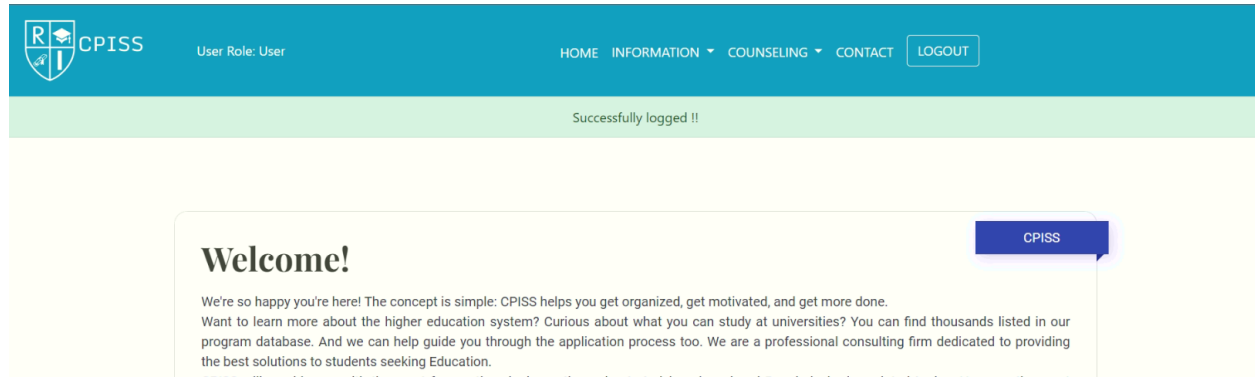 R I CPISS
User Role: User
HOME INFORMATION COUNSELING CONTACT LOGOUT
Successfully logged !!
CPISS
Welcome!
We're so happy you're here! The concept is simple: CPISS helps you get organized, get motivated, and get more done.
Want to learn more about the higher education system? Curious about what you can study at universities? You can find thousands listed in our
program database. And we can help guide you through the application process too. We are a professional consulting firm dedicated to providing
the best solutions to students seeking Education.